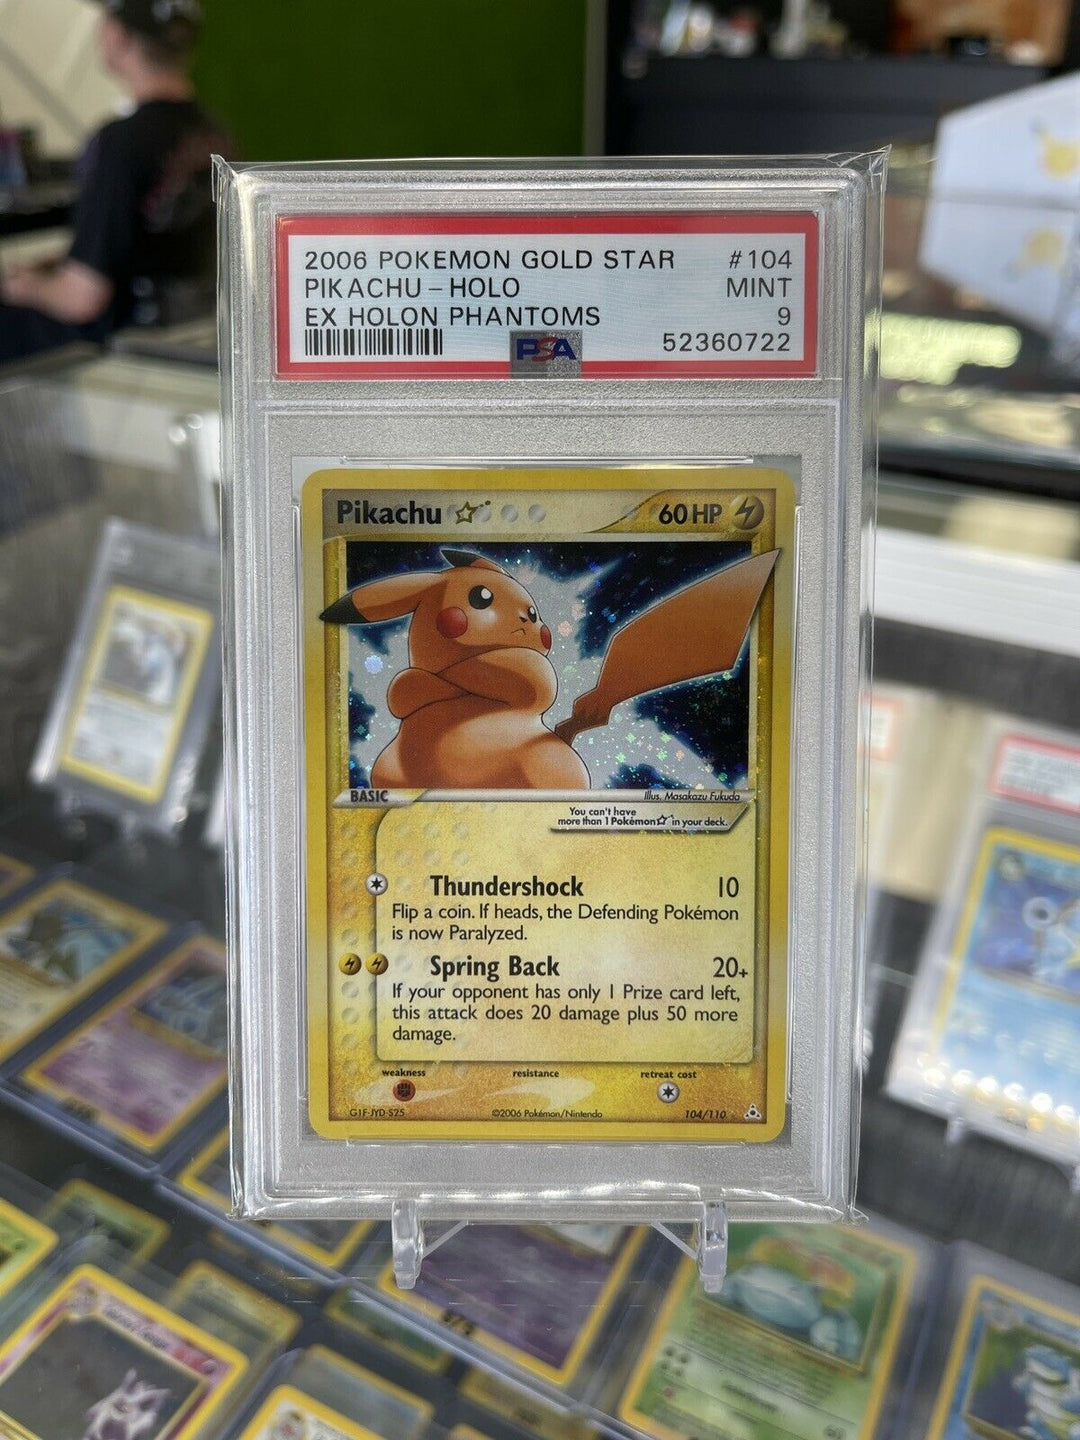 2006 POKEMON GOLD STAR #104
PIKACHU - HOLO MINT
EX HOLON PHANTOMS 9
PSA 52360722
Pikachu ☆ 60 HP
BASIC Illus. Masakazu Fukuda
You can't have
more than 1 Pokémon☆ in your deck.
Thundershock 10
Flip a coin. If heads, the Defending Pokémon
is now Paralyzed.
Spring Back 20+
If your opponent has only 1 Prize card left,
this attack does 20 damage plus 50 more
damage.
weakness resistance retreat cost
G1F-JYD-S25 ©2006 Pokémon/Nintendo 104/110